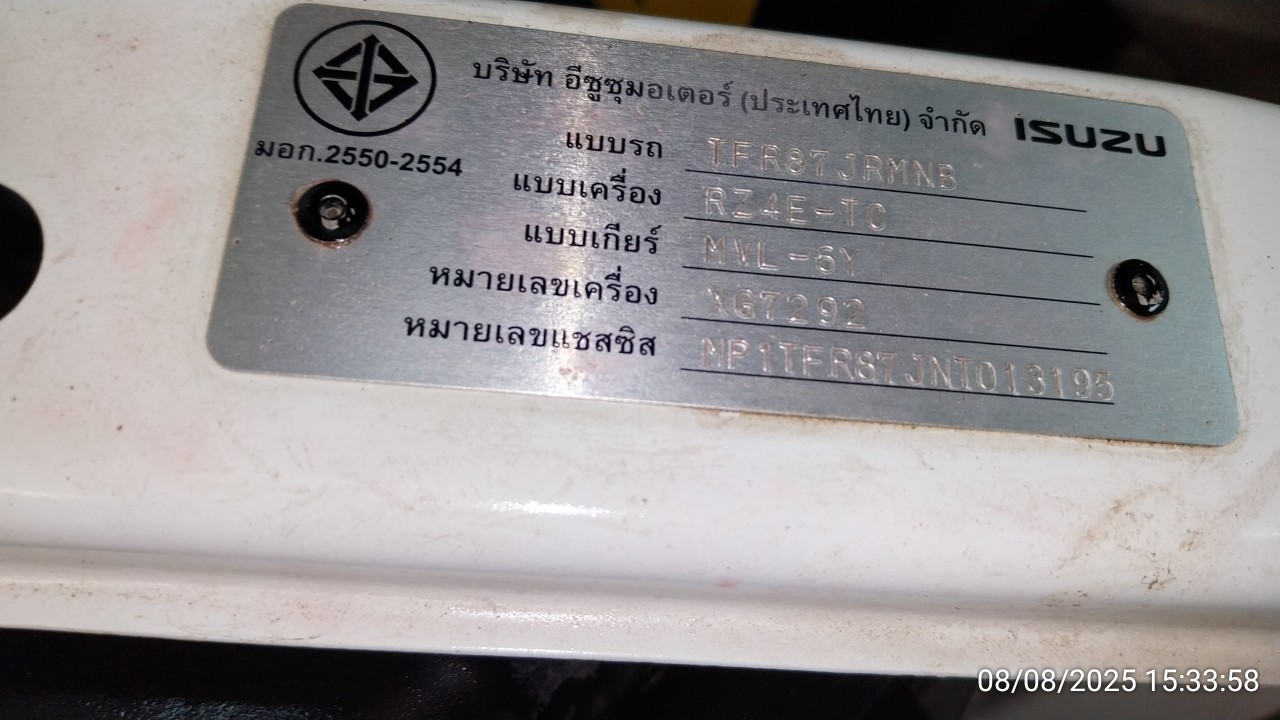 บริษัท อีซูซุมอเตอร์ (ประเทศไทย) จำกัด ISUZU
มอก.2550-2554
แบบรถ TFR87JRMNB
แบบเครื่อง RZ4E-TC
แบบเกียร์ MVL-6Y
หมายเลขเครื่อง XG7292
หมายเลขแชสซิส MP1TFR87JNT013195
08/08/2025 15:33:58